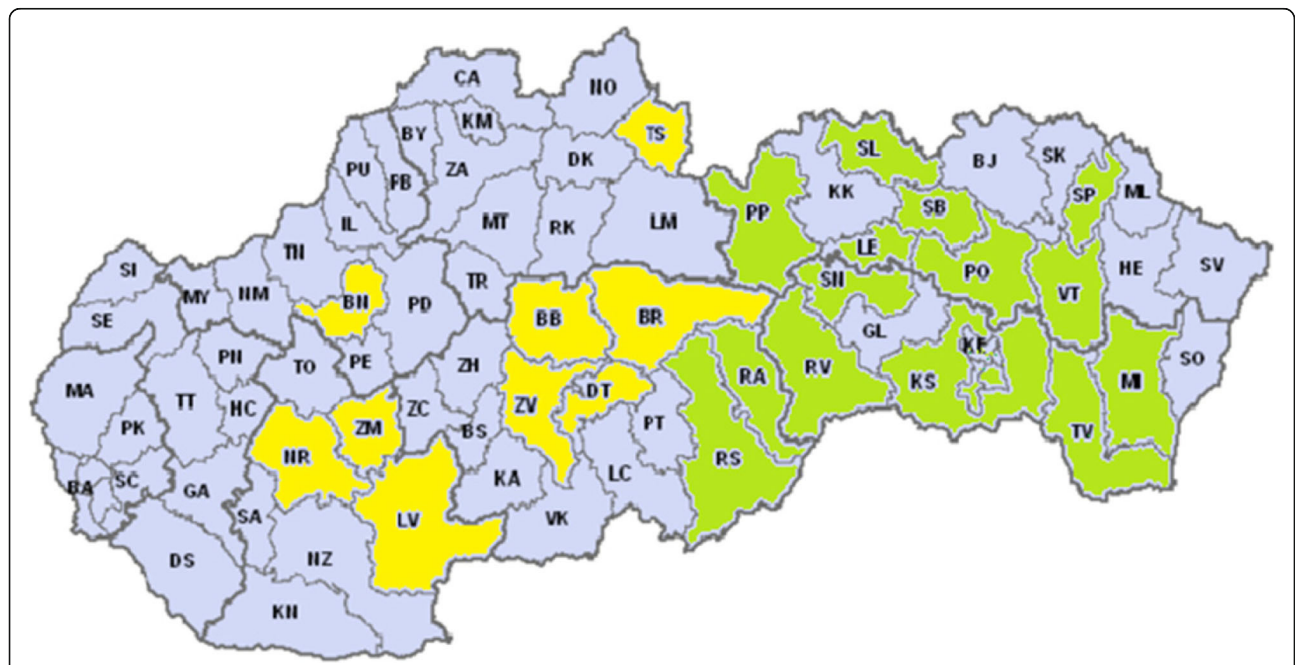 CA
NO
KM
BY
TS
PU
FB
ZA
DK
SL
BJ
SK
KK
SP
ML
PP
SB
IL
MT
RK
LM
LE
TN
PO
HE
SV
SI
MY
NM
BN
PD
TR
SN
VT
SE
BB
BR
GL
KE
SO
PN
TO
PE
ZH
MA
TT
HC
ZC
ZV
DT
RA
RV
KS
MI
PK
NR
ZM
BS
PT
TV
BA
SC
GA
KA
LC
RS
SA
LV
VK
DS
NZ
KN